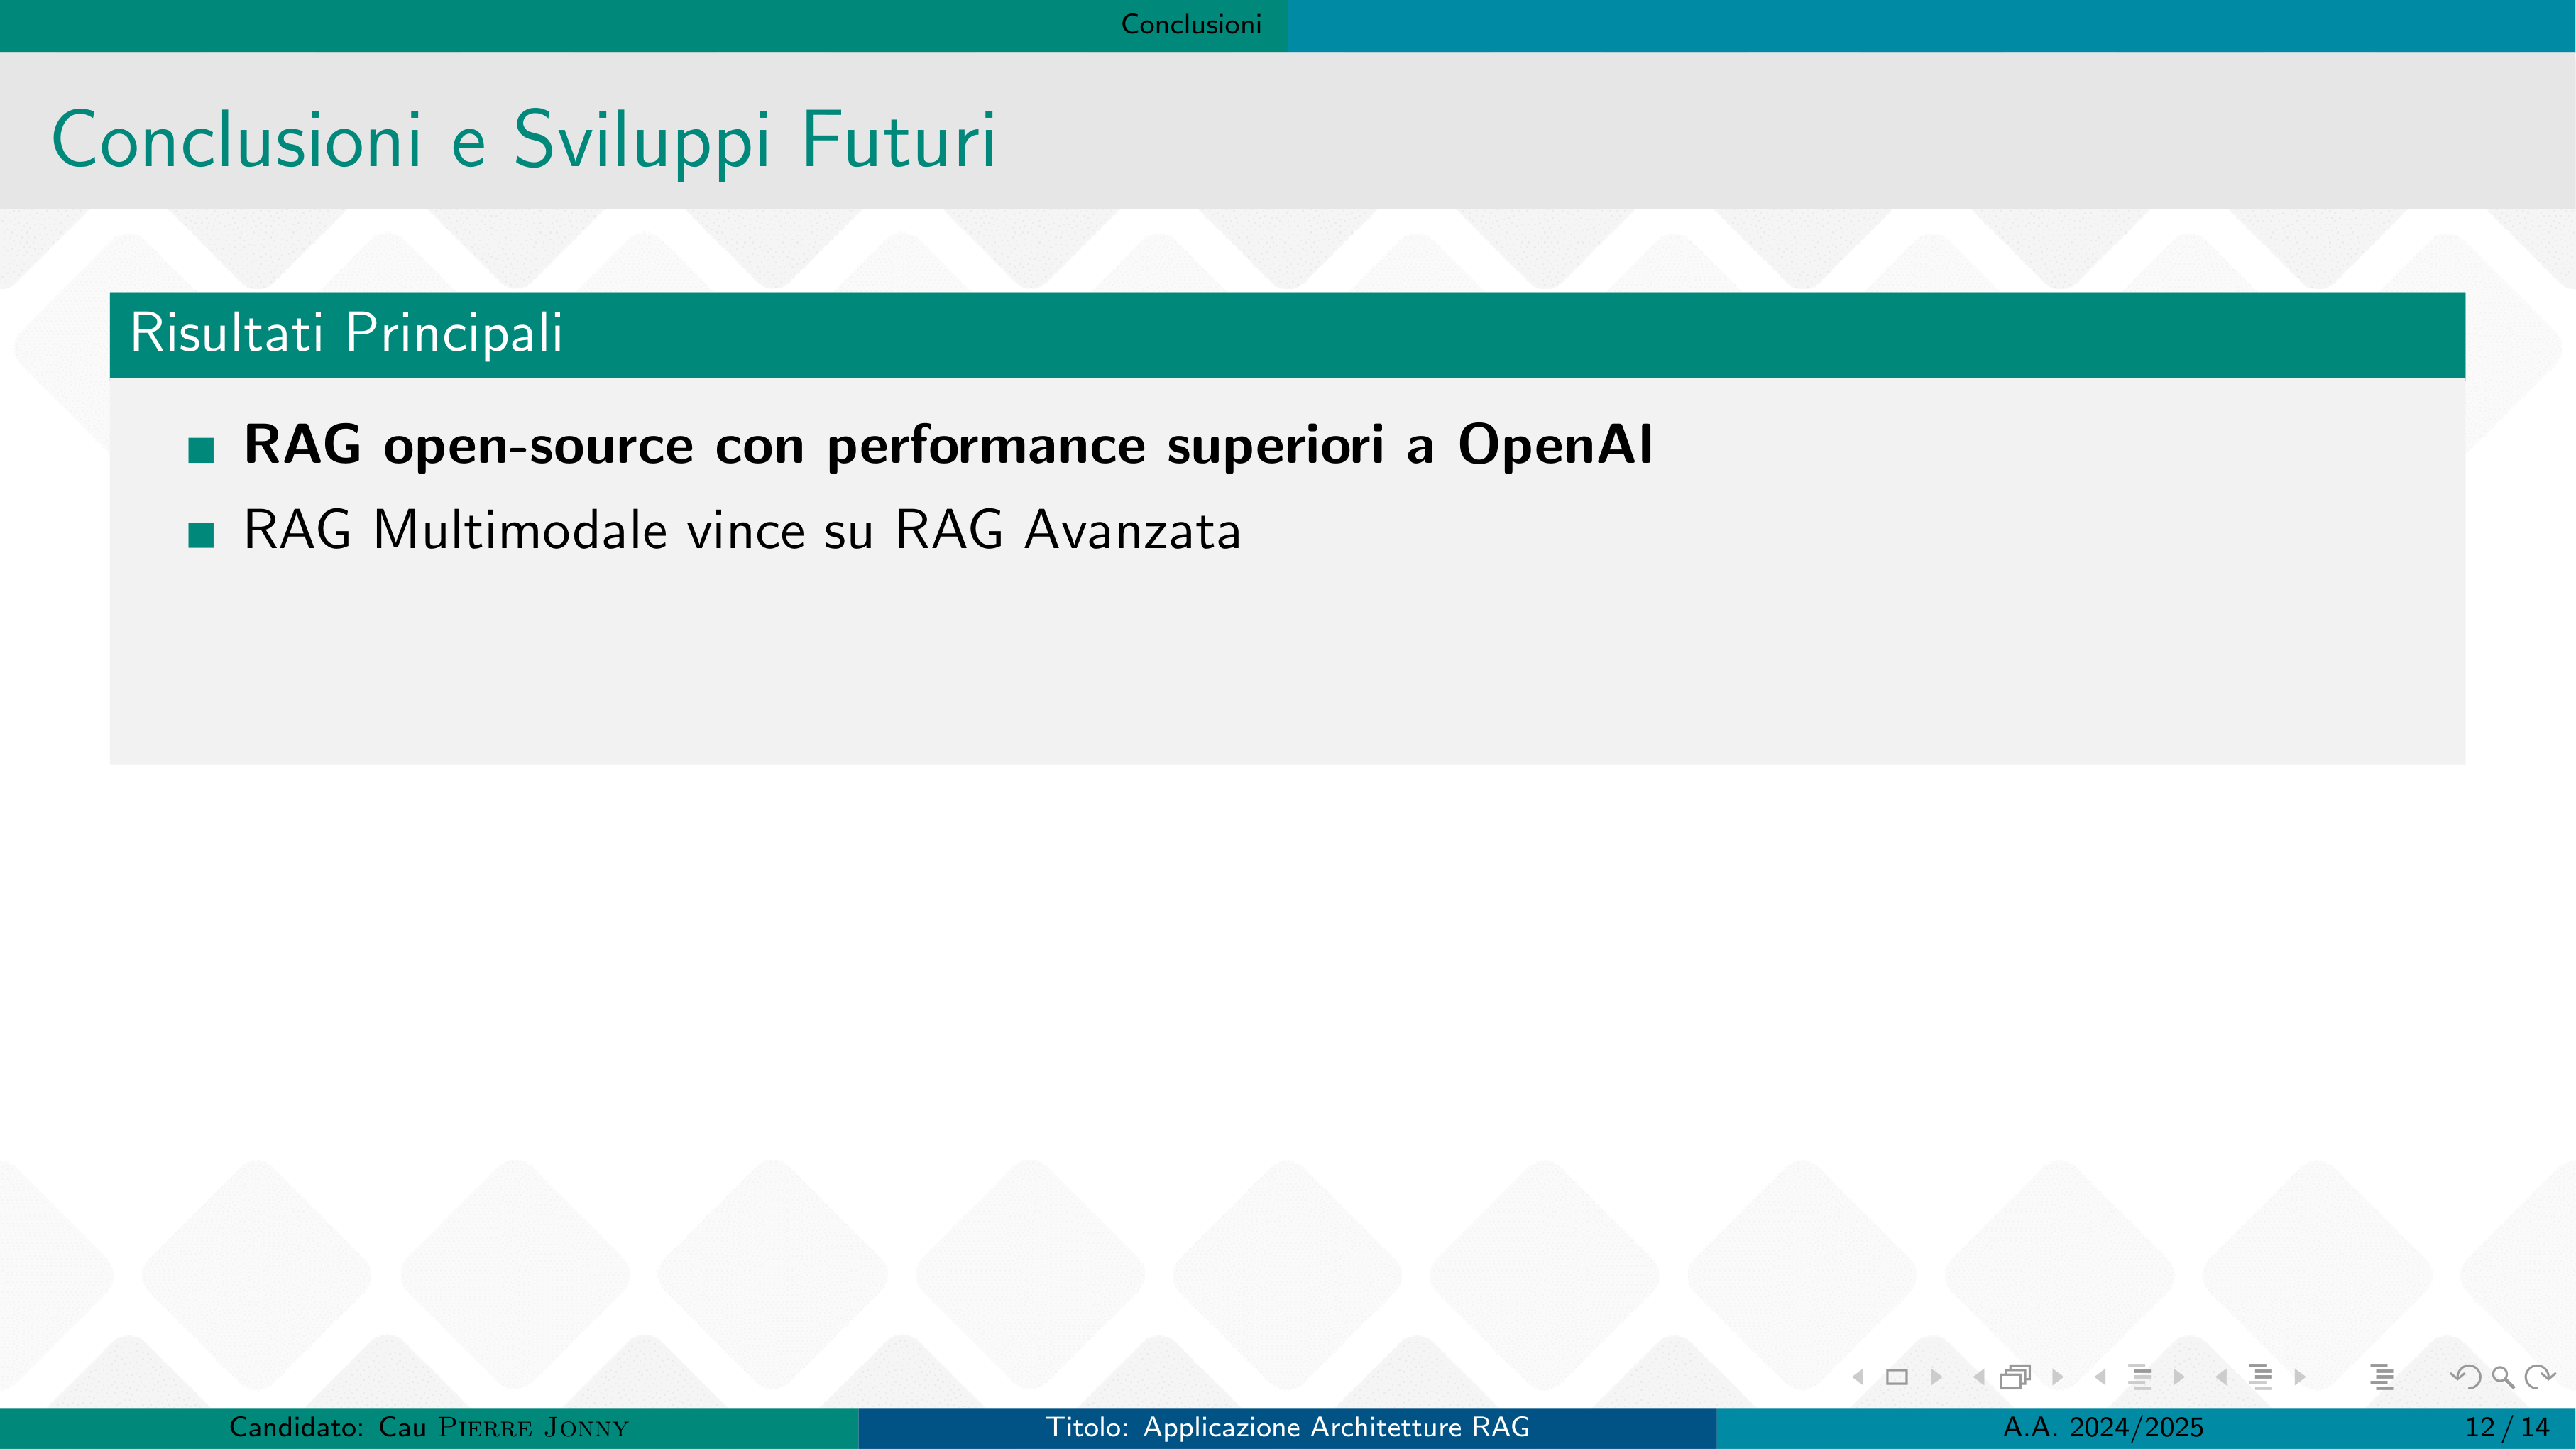 Conclusioni
Conclusioni e Sviluppi Futuri
Risultati Principali
RAG open-source con performance superiori a OpenAI
RAG Multimodale vince su RAG Avanzata
Candidato: Cau Pierre Jonny
Titolo: Applicazione Architetture RAG
A.A. 2024/2025
12 / 14